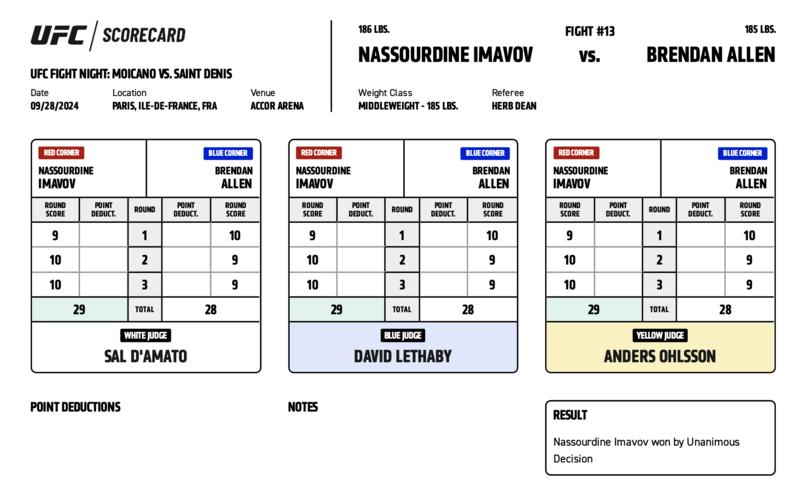 UFC / SCORECARD
UFC FIGHT NIGHT: MOICANO VS. SAINT DENIS
Date Location Venue
09/28/2024 PARIS, ILE-DE-FRANCE, FRA ACCOR ARENA
186 LBS. FIGHT #13 185 LBS.
NASSOURDINE IMAVOV VS. BRENDAN ALLEN
Weight Class Referee
MIDDLEWEIGHT - 185 LBS. HERB DEAN
RED CORNER BLUE CORNER
NASSOURDINE BRENDAN
IMAVOV ALLEN
ROUND POINT ROUND POINT ROUND
SCORE DEDUCT. DEDUCT. SCORE
9 1 10
10 2 9
10 3 9
29 TOTAL 28
WHITE JUDGE
SAL D'AMATO
RED CORNER BLUE CORNER
NASSOURDINE BRENDAN
IMAVOV ALLEN
ROUND POINT ROUND POINT ROUND
SCORE DEDUCT. DEDUCT. SCORE
9 1 10
10 2 9
10 3 9
29 TOTAL 28
BLUE JUDGE
DAVID LETHABY
RED CORNER BLUE CORNER
NASSOURDINE BRENDAN
IMAVOV ALLEN
ROUND POINT ROUND POINT ROUND
SCORE DEDUCT. DEDUCT. SCORE
9 1 10
10 2 9
10 3 9
29 TOTAL 28
YELLOW JUDGE
ANDERS OHLSSON
POINT DEDUCTIONS
NOTES
RESULT
Nassourdine Imavov won by Unanimous
Decision